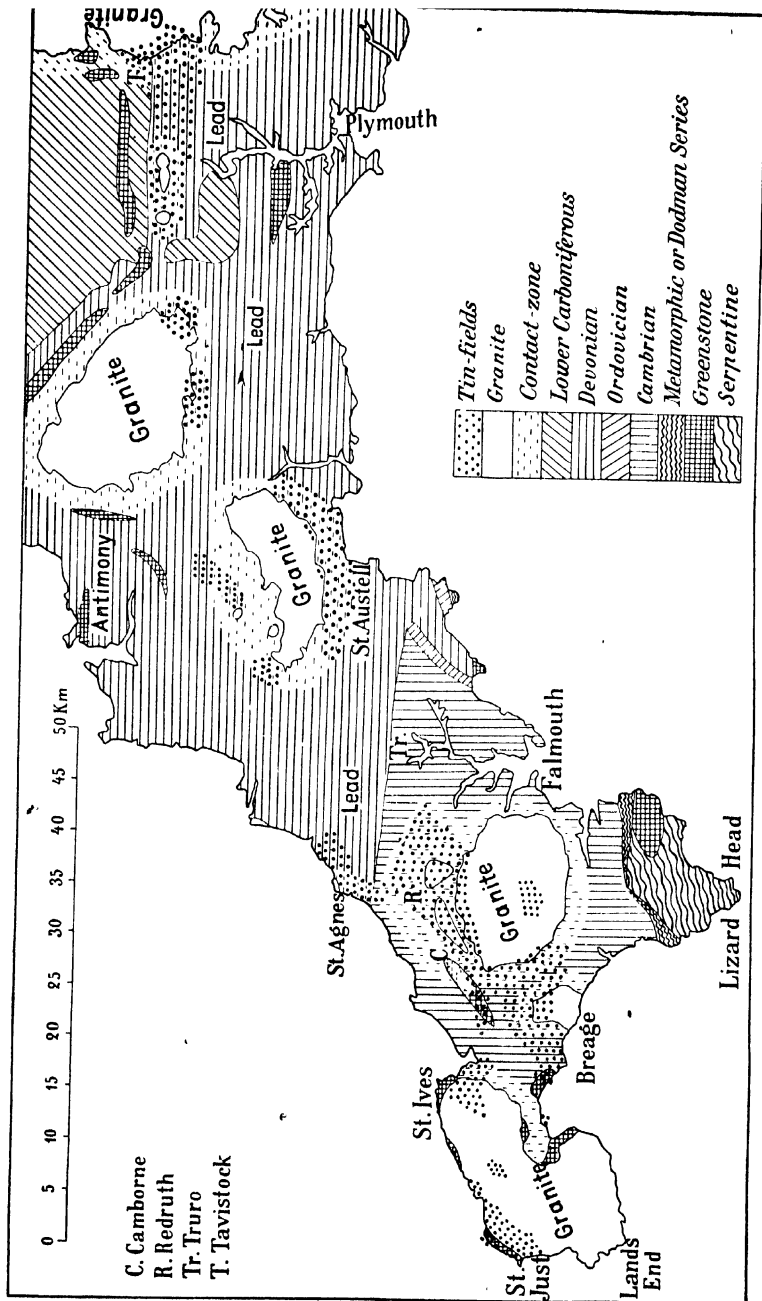 0 5 10 15 20 25 30 35 40 45 50 Km
C. Camborne
R. Redruth
Tr. Truro
T. Tavistock
Granite
T.
Lead
Plymouth
Granite
Lead
Antimony
Granite
St. Austell
Lead
Tr.
Falmouth
St. Agnes
R
C
Granite
Lizard Head
Breage
St. Ives
Granite
St. Just
Lands End
Tin-fields
Granite
Contact-zone
Lower Carboniferous
Devonian
Ordovician
Cambrian
Metamorphic or Dodman Series
Greenstone
Serpentine